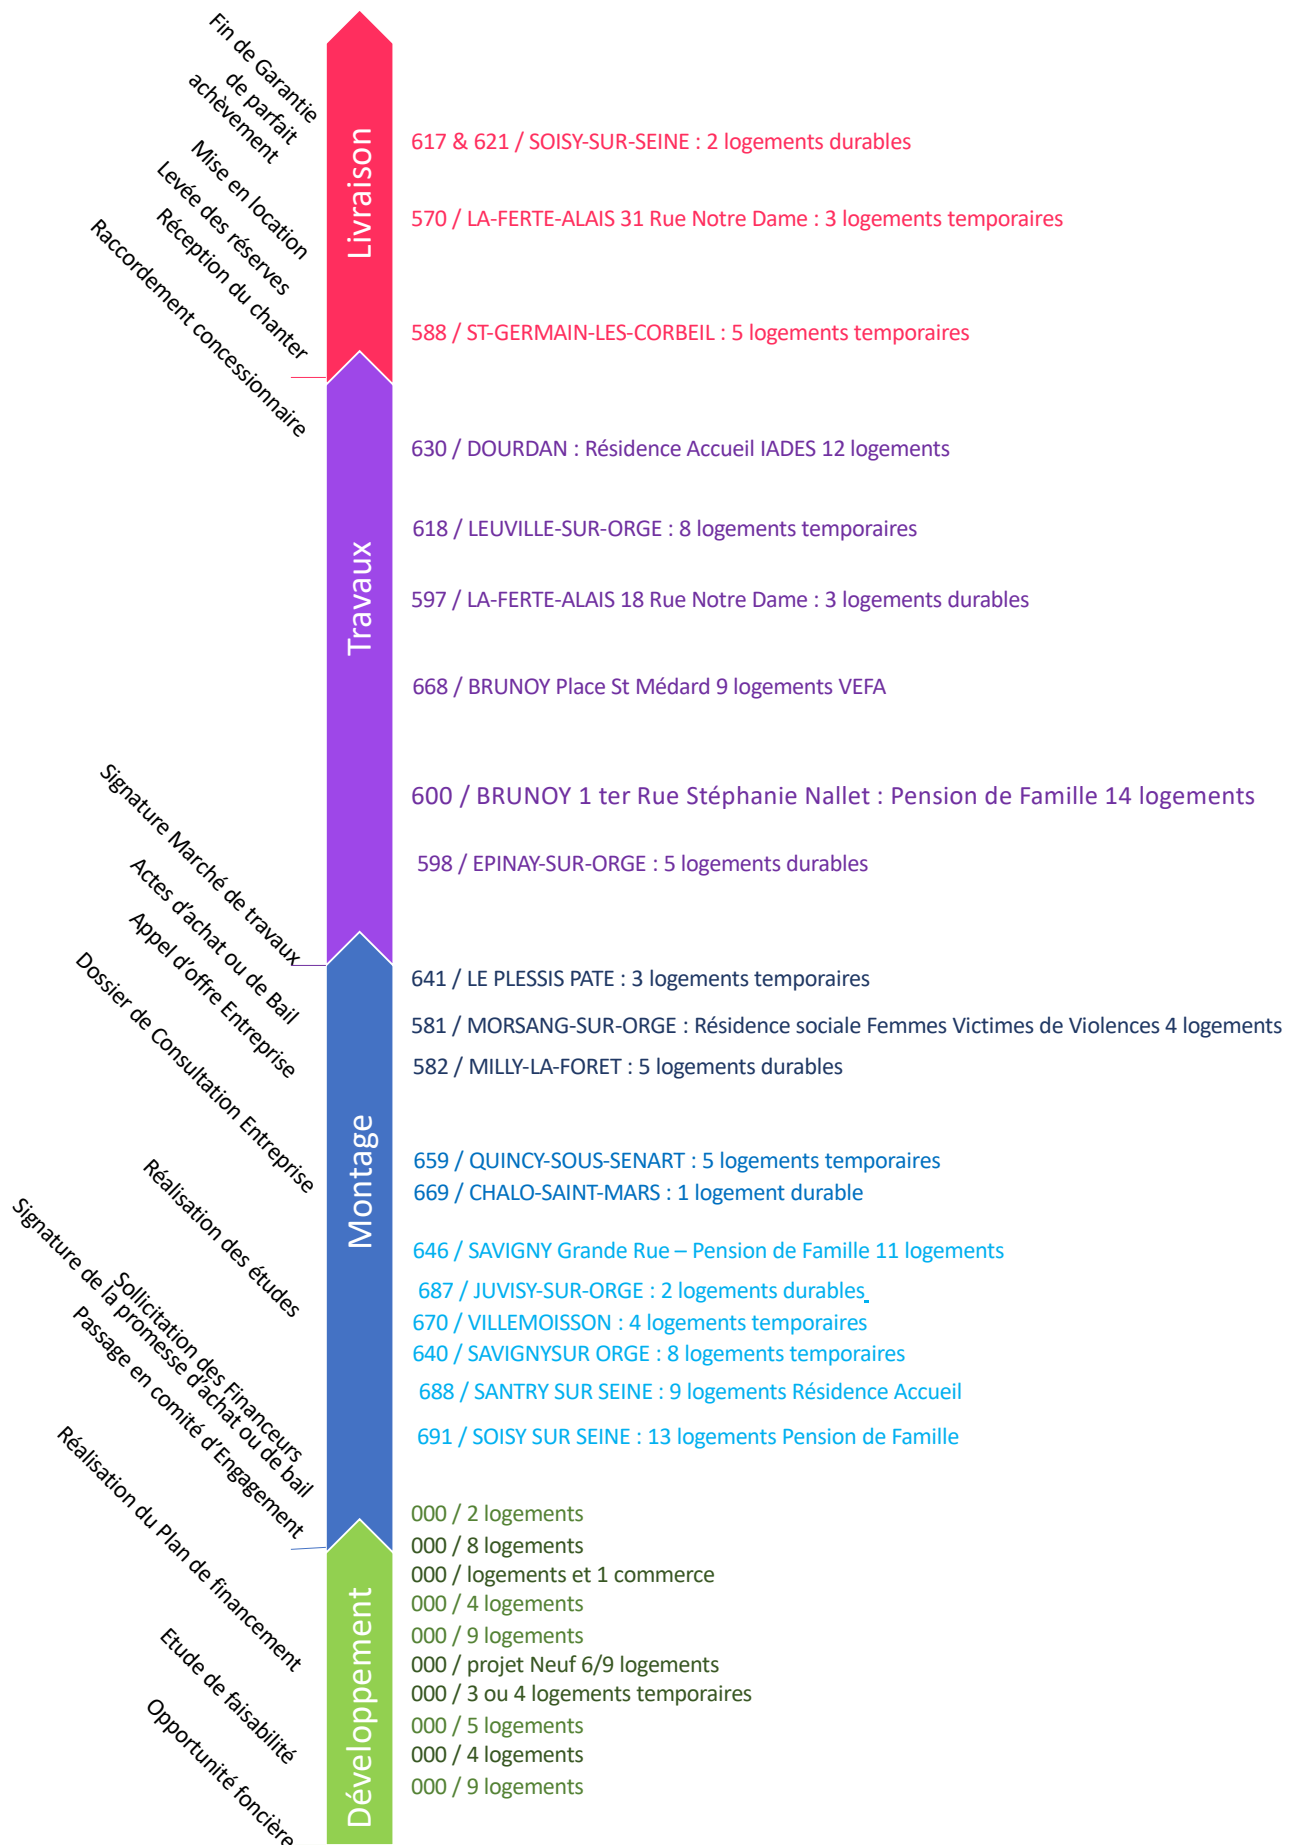 Fin de Garantie
de parfait
achèvement
Mise en location
Levée des réserves
Réception du chanter
Raccordement concessionnaire
Livraison
617 & 621 / SOISY-SUR-SEINE : 2 logements durables
570 / LA-FERTE-ALAIS 31 Rue Notre Dame : 3 logements temporaires
588 / ST-GERMAIN-LES-CORBEIL : 5 logements temporaires
Travaux
630 / DOURDAN : Résidence Accueil IADES 12 logements
618 / LEUVILLE-SUR-ORGE : 8 logements temporaires
597 / LA-FERTE-ALAIS 18 Rue Notre Dame : 3 logements durables
668 / BRUNOY Place St Médard 9 logements VEFA
600 / BRUNOY 1 ter Rue Stéphanie Nallet : Pension de Famille 14 logements
598 / EPINAY-SUR-ORGE : 5 logements durables
Signature Marché de travaux
Actes d'achat ou de Bail
Appel d'offre Entreprise
Dossier de Consultation Entreprise
Réalisation des études
Sollicitation des Financeurs
Signature de la promesse d'achat ou de bail
Passage en comité d'Engagement
Montage
641 / LE PLESSIS PATE : 3 logements temporaires
581 / MORSANG-SUR-ORGE : Résidence sociale Femmes Victimes de Violences 4 logements
582 / MILLY-LA-FORET : 5 logements durables
659 / QUINCY-SOUS-SENART : 5 logements temporaires
669 / CHALO-SAINT-MARS : 1 logement durable
646 / SAVIGNY Grande Rue – Pension de Famille 11 logements
687 / JUVISY-SUR-ORGE : 2 logements durables
670 / VILLEMOISSON : 4 logements temporaires
640 / SAVIGNYSUR ORGE : 8 logements temporaires
688 / SANTRY SUR SEINE : 9 logements Résidence Accueil
691 / SOISY SUR SEINE : 13 logements Pension de Famille
Réalisation du Plan de financement
Etude de faisabilité
Opportunité foncière
Développement
000 / 2 logements
000 / 8 logements
000 / logements et 1 commerce
000 / 4 logements
000 / 9 logements
000 / projet Neuf 6/9 logements
000 / 3 ou 4 logements temporaires
000 / 5 logements
000 / 4 logements
000 / 9 logements